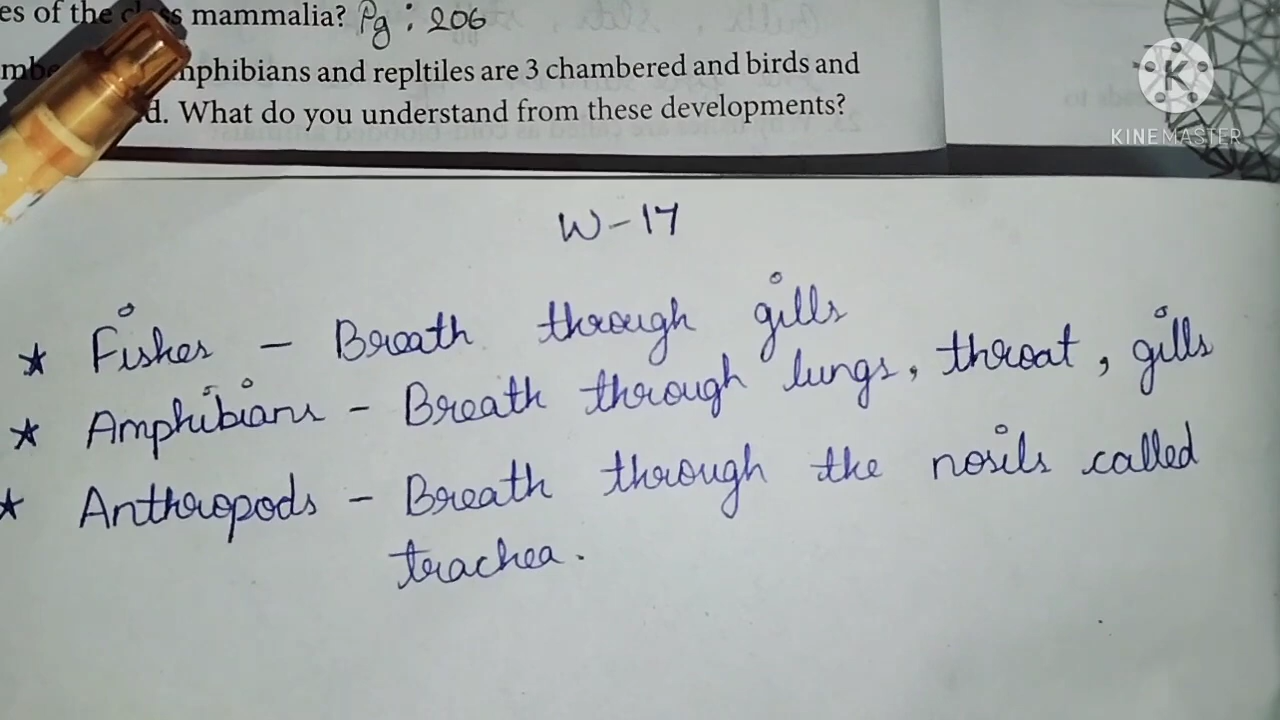 es of the class mammalia? Pg : 206
amphibians and repltiles are 3 chambered and birds and
d. What do you understand from these developments?
KINEMASTER
W-17
★ Fishes - Breath through gills
★ Amphibians - Breath through lungs, throat, gills
★ Anthropods - Breath through the nosils called
trachea.